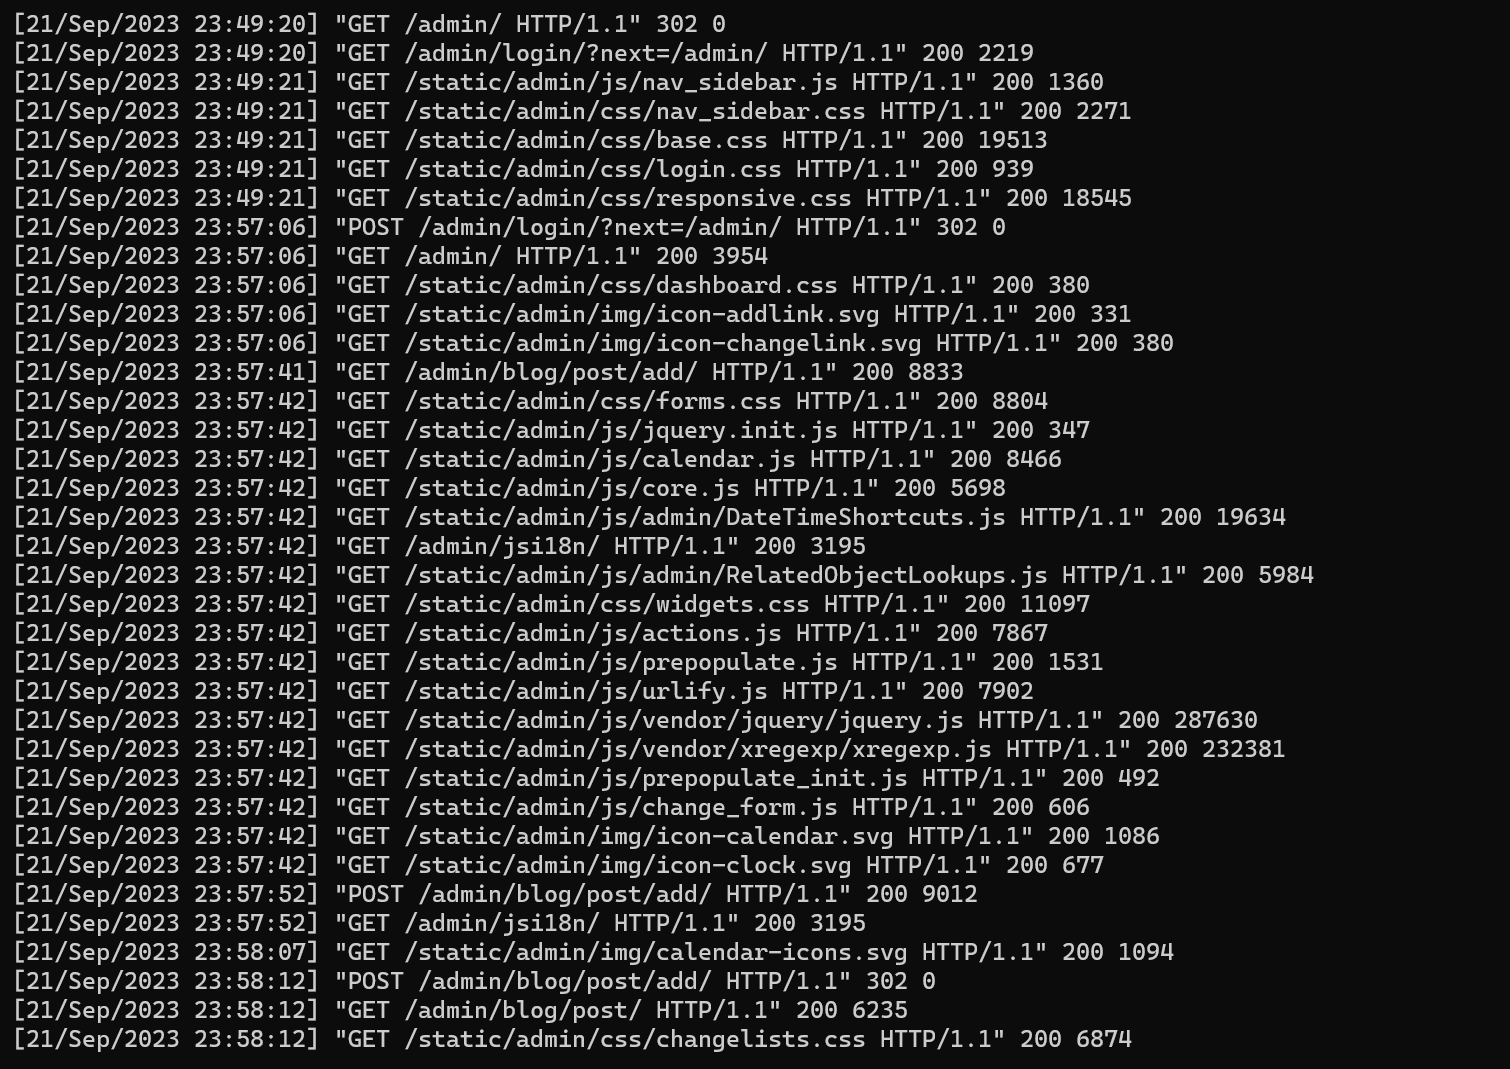 [21/Sep/2023 23:49:20] "GET /admin/ HTTP/1.1" 302 0
[21/Sep/2023 23:49:20] "GET /admin/login/?next=/admin/ HTTP/1.1" 200 2219
[21/Sep/2023 23:49:21] "GET /static/admin/js/nav_sidebar.js HTTP/1.1" 200 1360
[21/Sep/2023 23:49:21] "GET /static/admin/css/nav_sidebar.css HTTP/1.1" 200 2271
[21/Sep/2023 23:49:21] "GET /static/admin/css/base.css HTTP/1.1" 200 19513
[21/Sep/2023 23:49:21] "GET /static/admin/css/login.css HTTP/1.1" 200 939
[21/Sep/2023 23:49:21] "GET /static/admin/css/responsive.css HTTP/1.1" 200 18545
[21/Sep/2023 23:57:06] "POST /admin/login/?next=/admin/ HTTP/1.1" 302 0
[21/Sep/2023 23:57:06] "GET /admin/ HTTP/1.1" 200 3954
[21/Sep/2023 23:57:06] "GET /static/admin/css/dashboard.css HTTP/1.1" 200 380
[21/Sep/2023 23:57:06] "GET /static/admin/img/icon-addlink.svg HTTP/1.1" 200 331
[21/Sep/2023 23:57:06] "GET /static/admin/img/icon-changelink.svg HTTP/1.1" 200 380
[21/Sep/2023 23:57:41] "GET /admin/blog/post/add/ HTTP/1.1" 200 8833
[21/Sep/2023 23:57:42] "GET /static/admin/css/forms.css HTTP/1.1" 200 8804
[21/Sep/2023 23:57:42] "GET /static/admin/js/jquery.init.js HTTP/1.1" 200 347
[21/Sep/2023 23:57:42] "GET /static/admin/js/calendar.js HTTP/1.1" 200 8466
[21/Sep/2023 23:57:42] "GET /static/admin/js/core.js HTTP/1.1" 200 5698
[21/Sep/2023 23:57:42] "GET /static/admin/js/admin/DateTimeShortcuts.js HTTP/1.1" 200 19634
[21/Sep/2023 23:57:42] "GET /admin/jsi18n/ HTTP/1.1" 200 3195
[21/Sep/2023 23:57:42] "GET /static/admin/js/admin/RelatedObjectLookups.js HTTP/1.1" 200 5984
[21/Sep/2023 23:57:42] "GET /static/admin/css/widgets.css HTTP/1.1" 200 11097
[21/Sep/2023 23:57:42] "GET /static/admin/js/actions.js HTTP/1.1" 200 7867
[21/Sep/2023 23:57:42] "GET /static/admin/js/prepopulate.js HTTP/1.1" 200 1531
[21/Sep/2023 23:57:42] "GET /static/admin/js/urlify.js HTTP/1.1" 200 7902
[21/Sep/2023 23:57:42] "GET /static/admin/js/vendor/jquery/jquery.js HTTP/1.1" 200 287630
[21/Sep/2023 23:57:42] "GET /static/admin/js/vendor/xregexp/xregexp.js HTTP/1.1" 200 232381
[21/Sep/2023 23:57:42] "GET /static/admin/js/prepopulate_init.js HTTP/1.1" 200 492
[21/Sep/2023 23:57:42] "GET /static/admin/js/change_form.js HTTP/1.1" 200 606
[21/Sep/2023 23:57:42] "GET /static/admin/img/icon-calendar.svg HTTP/1.1" 200 1086
[21/Sep/2023 23:57:42] "GET /static/admin/img/icon-clock.svg HTTP/1.1" 200 677
[21/Sep/2023 23:57:52] "POST /admin/blog/post/add/ HTTP/1.1" 200 9012
[21/Sep/2023 23:57:52] "GET /admin/jsi18n/ HTTP/1.1" 200 3195
[21/Sep/2023 23:58:07] "GET /static/admin/img/calendar-icons.svg HTTP/1.1" 200 1094
[21/Sep/2023 23:58:12] "POST /admin/blog/post/add/ HTTP/1.1" 302 0
[21/Sep/2023 23:58:12] "GET /admin/blog/post/ HTTP/1.1" 200 6235
[21/Sep/2023 23:58:12] "GET /static/admin/css/changelists.css HTTP/1.1" 200 6874